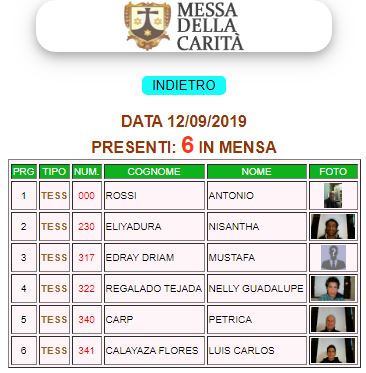 MESSA
DELLA
CARITÀ
INDIETRO
DATA 12/09/2019
PRESENTI: 6 IN MENSA
PRG TIPO NUM. COGNOME NOME FOTO
1 TESS 000 ROSSI ANTONIO
2 TESS 230 ELIYADURA NISANTHA
3 TESS 317 EDRAY DRIAM MUSTAFA
4 TESS 322 REGALADO TEJADA NELLY GUADALUPE
5 TESS 340 CARP PETRICA
6 TESS 341 CALAYAZA FLORES LUIS CARLOS